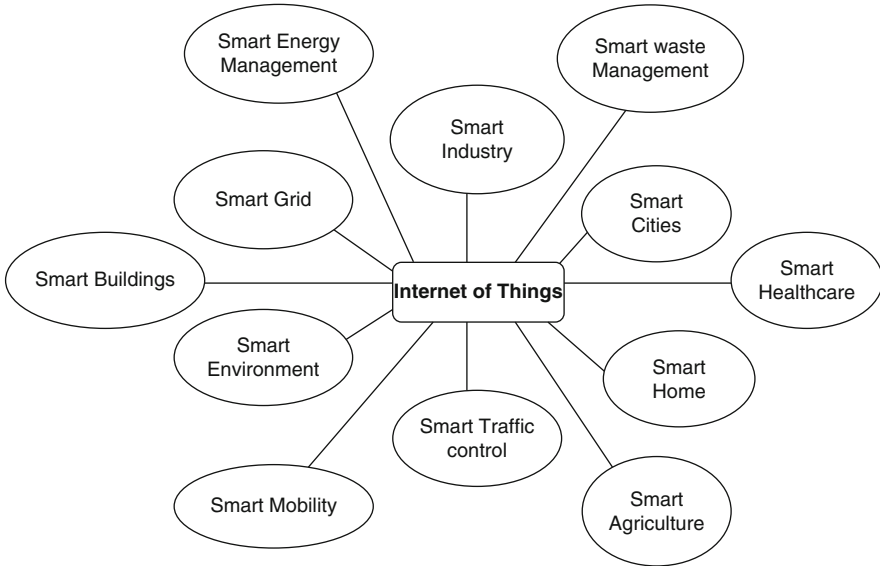 Smart Energy
Management
Smart waste
Management
Smart
Industry
Smart Grid
Smart
Cities
Smart Buildings
Internet of Things
Smart
Healthcare
Smart
Environment
Smart
Home
Smart Traffic
control
Smart Mobility
Smart
Agriculture